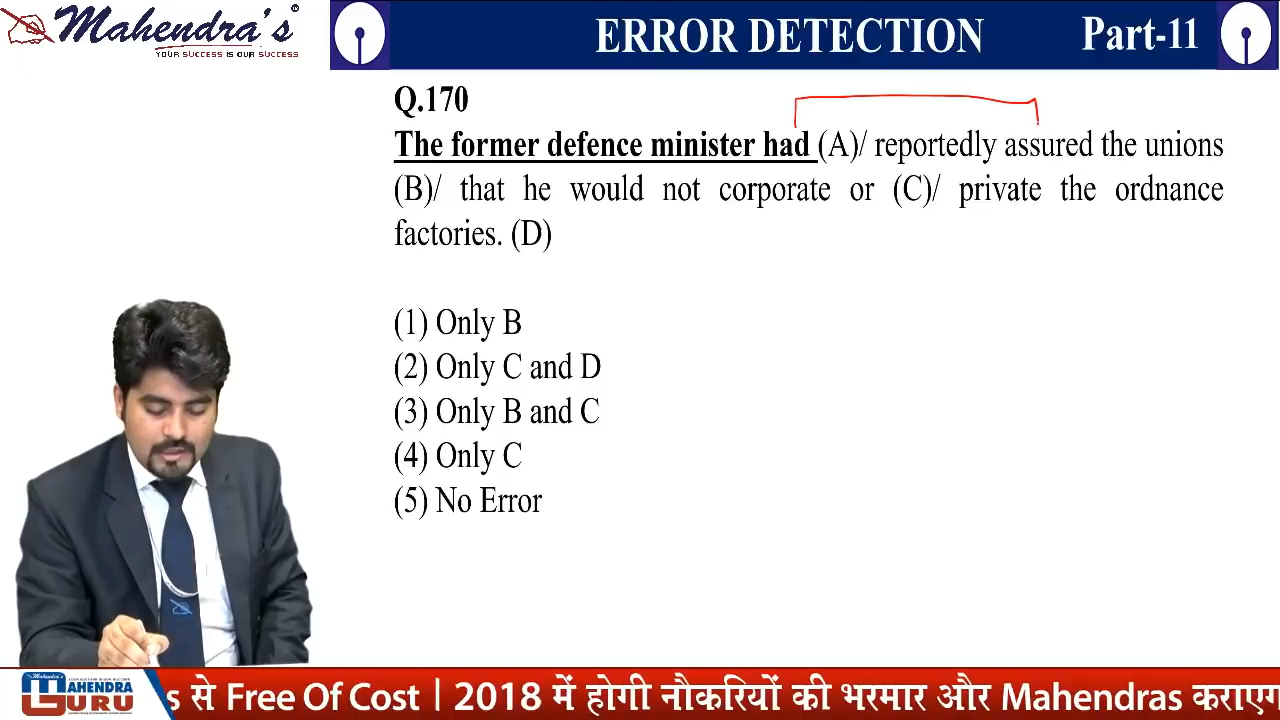 Mahendra's
YOUR SUCCESS IS OUR SUCCESS
ERROR DETECTION
Part-11
Q.170
The former defence minister had (A)/ reportedly assured the unions
(B)/ that he would not corporate or (C)/ private the ordnance
factories. (D)
(1) Only B
(2) Only C and D
(3) Only B and C
(4) Only C
(5) No Error
Mahendra's
MAHENDRA
GURU
s से Free Of Cost | 2018 में होगी नौकरियों की भरमार और Mahendras कराएग